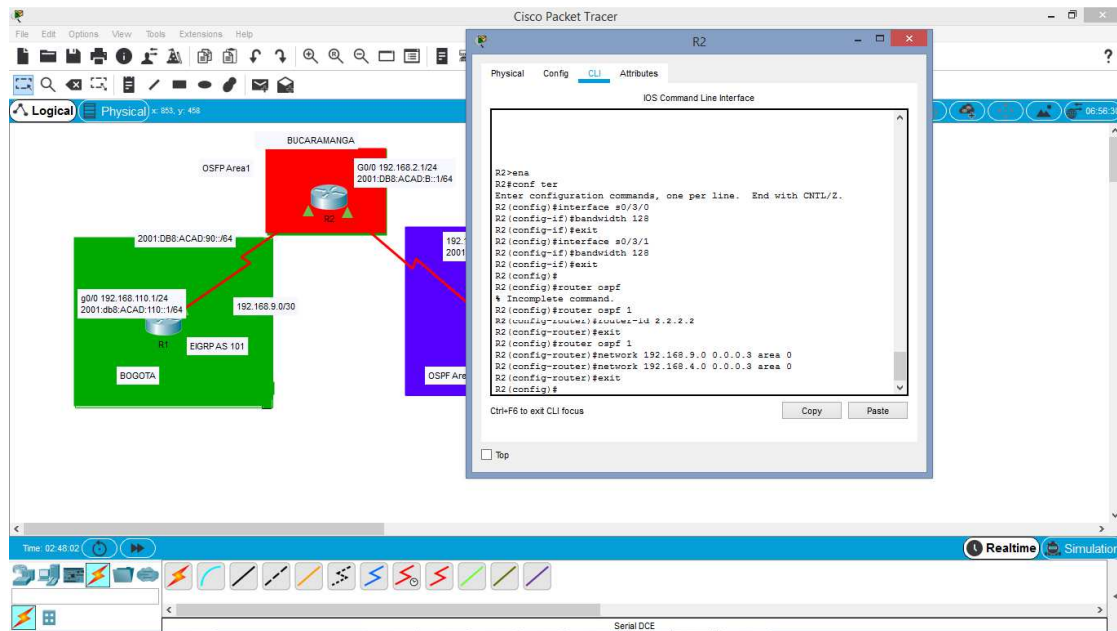 Cisco Packet Tracer
File Edit Options View Tools Extensions Help
?
Logical
Physical
x: 853, y: 458
06:56:30
BUCARAMANGA
OSFP Area1
G0/0 192.168.2.1/24
2001:DB8:ACAD:B::1/64
R2
2001:DB8:ACAD:90::/64
192.1
2001
g0/0 192.168.110.1/24
2001:db8:ACAD:110::1/64
192.168.9.0/30
R1
EIGRP AS 101
BOGOTA
OSPF Are
R2
Physical Config CLI Attributes
IOS Command Line Interface
R2>ena
R2#conf ter
Enter configuration commands, one per line. End with CNTL/Z.
R2(config)#interface s0/3/0
R2(config-if)#bandwidth 128
R2(config-if)#exit
R2(config)#interface s0/3/1
R2(config-if)#bandwidth 128
R2(config-if)#exit
R2(config)#
R2(config)#router ospf
% Incomplete command.
R2(config)#router ospf 1
R2(config-router)#router-id 2.2.2.2
R2(config-router)#exit
R2(config)#router ospf 1
R2(config-router)#network 192.168.9.0 0.0.0.3 area 0
R2(config-router)#network 192.168.4.0 0.0.0.3 area 0
R2(config-router)#exit
R2(config)#
Ctrl+F6 to exit CLI focus
Copy
Paste
Top
Time: 02:48:02
Realtime
Simulation
Serial DCE